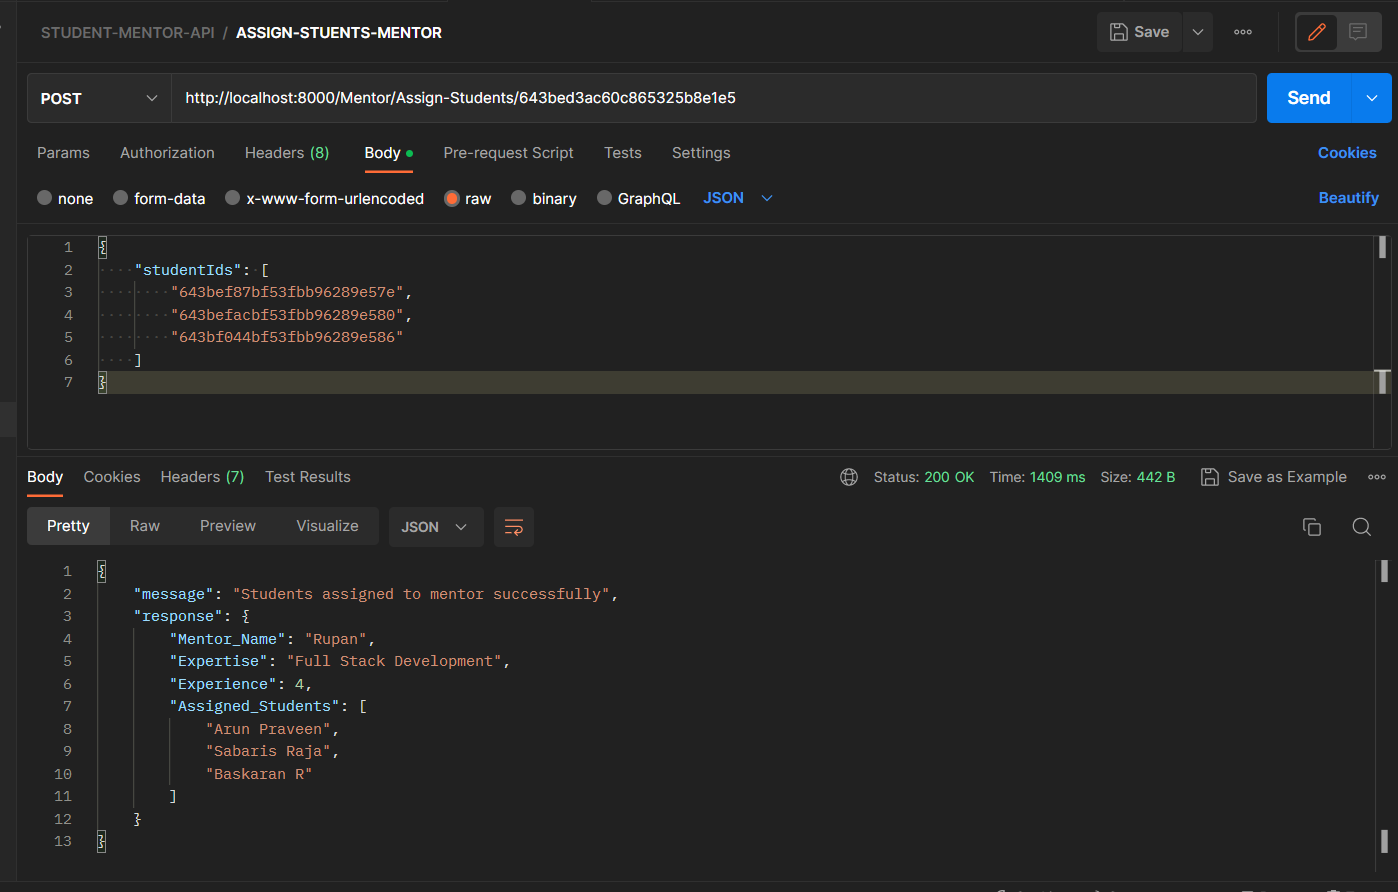 STUDENT-MENTOR-API / ASSIGN-STUENTS-MENTOR Save
POST http://localhost:8000/Mentor/Assign-Students/643bed3ac60c865325b8e1e5 Send
Params Authorization Headers (8) Body Pre-request Script Tests Settings Cookies
none form-data x-www-form-urlencoded raw binary GraphQL JSON Beautify
1 {
2 "studentIds": [
3 "643bef87bf53fbb96289e57e",
4 "643befacbf53fbb96289e580",
5 "643bf044bf53fbb96289e586"
6 ]
7 }
Body Cookies Headers (7) Test Results Status: 200 OK Time: 1409 ms Size: 442 B Save as Example
Pretty Raw Preview Visualize JSON
1 {
2 "message": "Students assigned to mentor successfully",
3 "response": {
4 "Mentor_Name": "Rupan",
5 "Expertise": "Full Stack Development",
6 "Experience": 4,
7 "Assigned_Students": [
8 "Arun Praveen",
9 "Sabaris Raja",
10 "Baskaran R"
11 ]
12 }
13 }